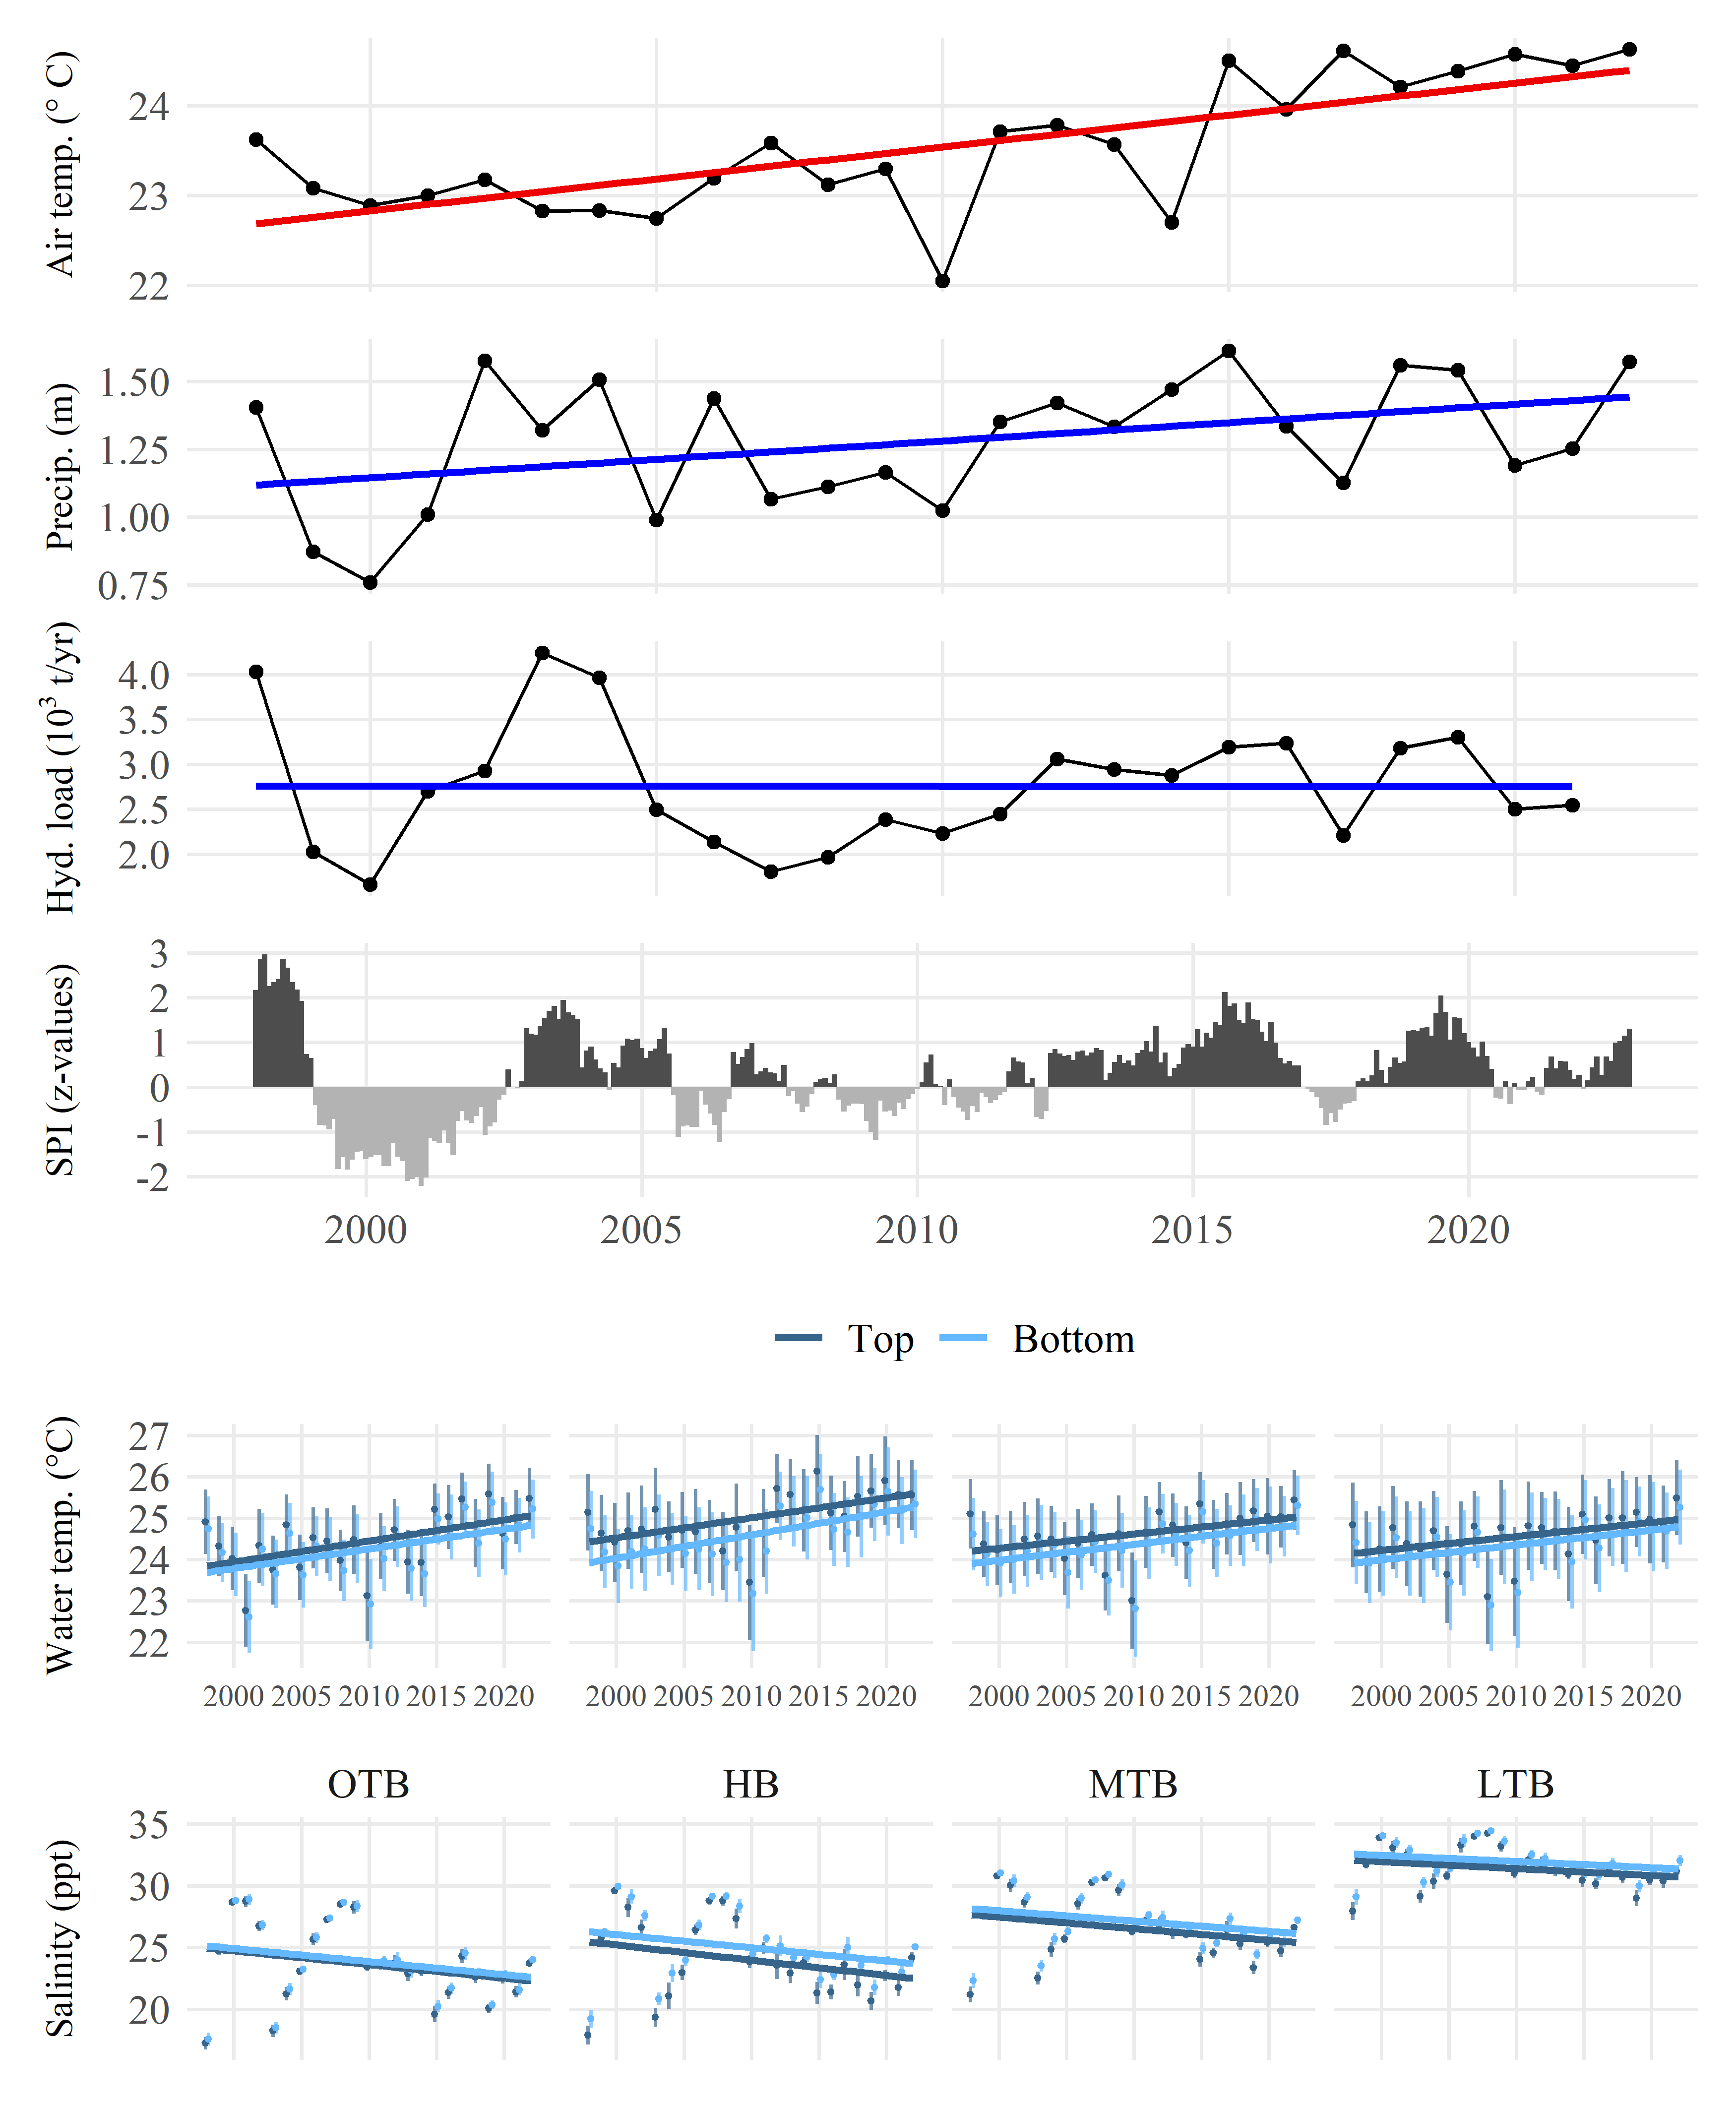 Air temp. (° C)
24
23
22
Precip. (m)
1.50
1.25
1.00
0.75
Hyd. load (10³ t/yr)
4.0
3.5
3.0
2.5
2.0
SPI (z-values)
3
2
1
0
-1
-2
2000 2005 2010 2015 2020
Top Bottom
Water temp. (°C)
27
26
25
24
23
22
2000 2005 2010 2015 2020 2000 2005 2010 2015 2020 2000 2005 2010 2015 2020 2000 2005 2010 2015 2020
OTB HB MTB LTB
Salinity (ppt)
35
30
25
20